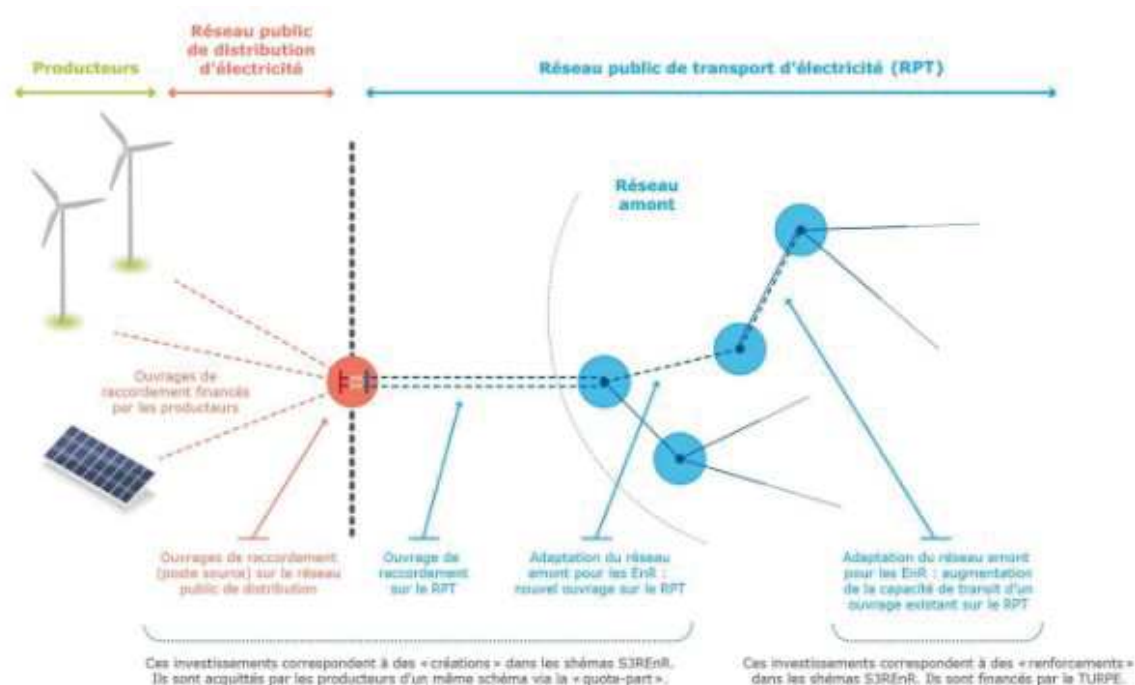 Producteurs
Réseau public
de distribution
d'électricité
Réseau public de transport d'électricité (RPT)
Réseau
amont
Ouvrages de
raccordement financés
par les producteurs
Ouvrages de raccordement
(poste source) sur le réseau
public de distribution
Ouvrage de
raccordement
sur le RPT
Adaptation du réseau
amont pour les EnR :
nouvel ouvrage sur le RPT
Adaptation du réseau amont
pour les EnR : augmentation
de la capacité de transit d'un
ouvrage existant sur le RPT
Ces investissements correspondent à des « créations » dans les shémas S3REnR.
Ils sont acquittés par les producteurs d'un même schéma via la « quote-part ».
Ces investissements correspondent à des « renforcements »
dans les shémas S3REnR. Ils sont financés par le TURPE.